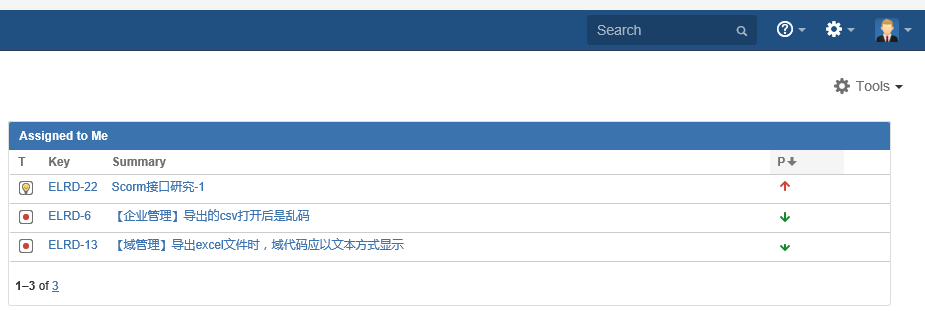 Search
Tools
Assigned to Me
T Key Summary P
ELRD-22 Scorm接口研究-1
ELRD-6 【企业管理】导出的csv打开后是乱码
ELRD-13 【域管理】导出excel文件时，域代码应以文本方式显示
1–3 of 3